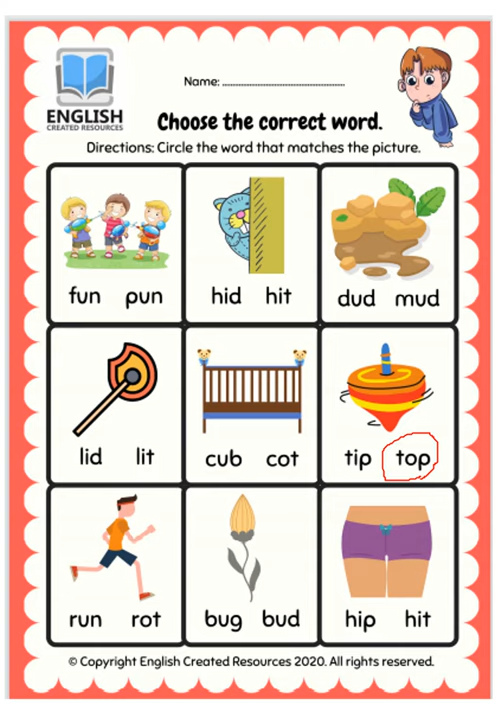 Name: ............................................................
ENGLISH
CREATED RESOURCES
Choose the correct word.
Directions: Circle the word that matches the picture.
fun pun
hid hit
dud mud
lid lit
cub cot
tip top
run rot
bug bud
hip hit
© Copyright English Created Resources 2020. All rights reserved.